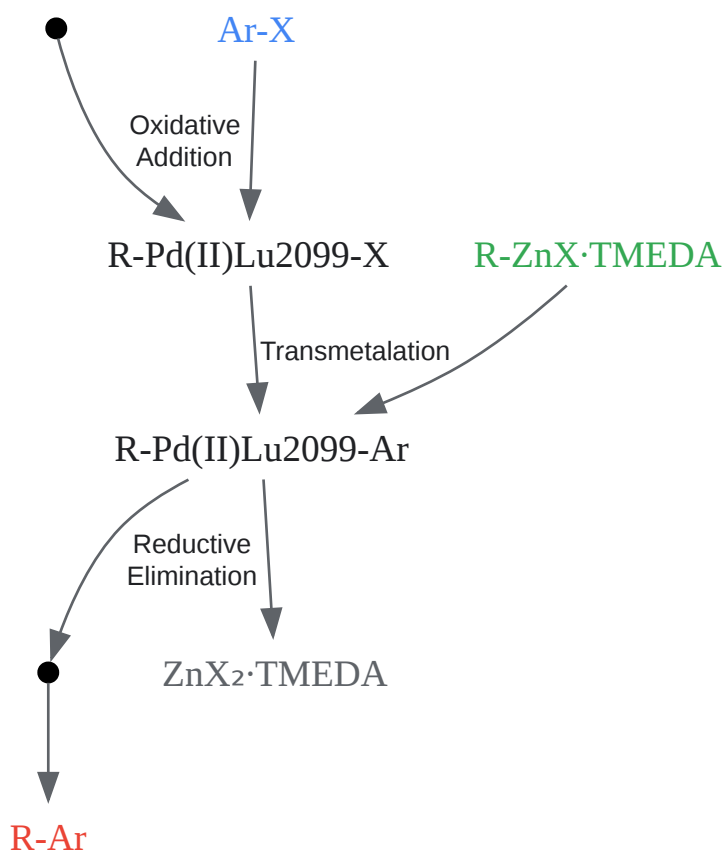 Ar-X
Oxidative
Addition
R-Pd(II)Lu2099-X
R-ZnX·TMEDA
Transmetalation
R-Pd(II)Lu2099-Ar
Reductive
Elimination
ZnX₂·TMEDA
R-Ar